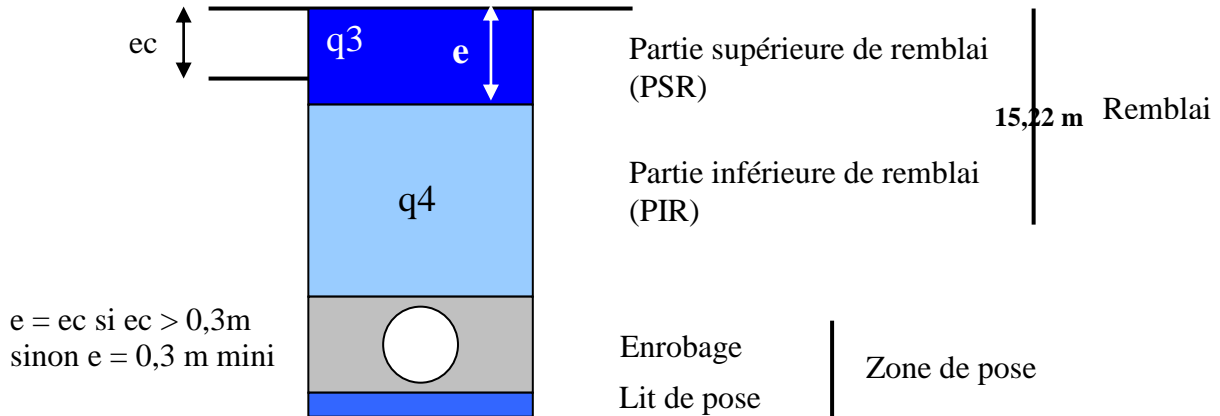 ec
q3
e
Partie supérieure de remblai
(PSR)
15,22 m
Remblai
q4
Partie inférieure de remblai
(PIR)
e = ec si ec > 0,3m
sinon e = 0,3 m mini
Enrobage
Lit de pose
Zone de pose